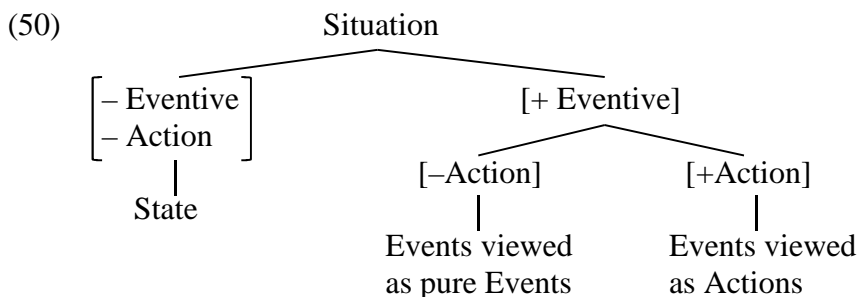 (50) Situation
– Eventive [+ Eventive]
– Action
[–Action] [+Action]
State
Events viewed Events viewed
as pure Events as Actions